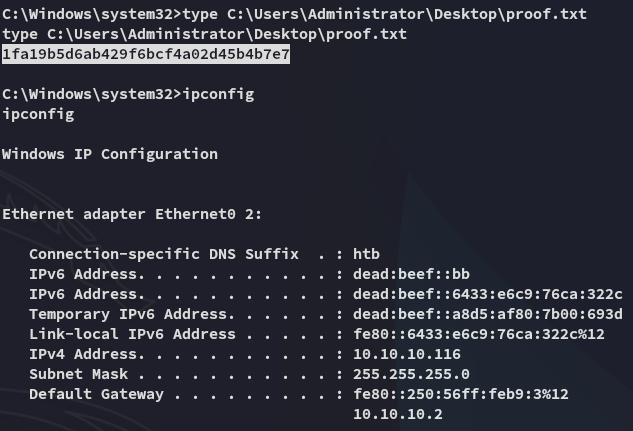 C:\Windows\system32>type C:\Users\Administrator\Desktop\proof.txt
type C:\Users\Administrator\Desktop\proof.txt
1fa19b5d6ab429f6bcf4a02d45b4b7e7
C:\Windows\system32>ipconfig
ipconfig
Windows IP Configuration
Ethernet adapter Ethernet0 2:
Connection-specific DNS Suffix  . : htb
IPv6 Address. . . . . . . . . . . : dead:beef::bb
IPv6 Address. . . . . . . . . . . : dead:beef::6433:e6c9:76ca:322c
Temporary IPv6 Address. . . . . . : dead:beef::a8d5:af80:7b00:693d
Link-local IPv6 Address . . . . . : fe80::6433:e6c9:76ca:322c%12
IPv4 Address. . . . . . . . . . . : 10.10.10.116
Subnet Mask . . . . . . . . . . . : 255.255.255.0
Default Gateway . . . . . . . . . : fe80::250:56ff:feb9:3%12
10.10.10.2